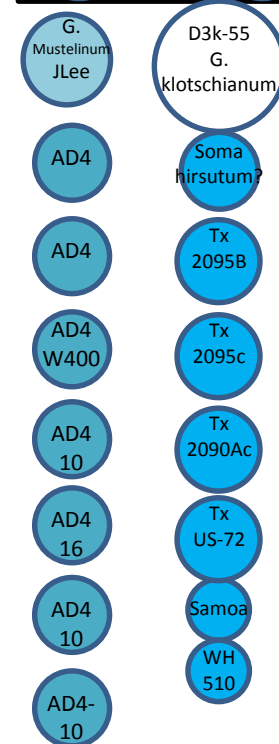 G.
Mustelinum
JLee
AD4
AD4
AD4
W400
AD4
10
AD4
16
AD4
10
AD4-
10
D3k-55
G.
klotschianum
Soma
hirsutum?
Tx
2095B
Tx
2095c
Tx
2090Ac
Tx
US-72
Samoa
WH
510